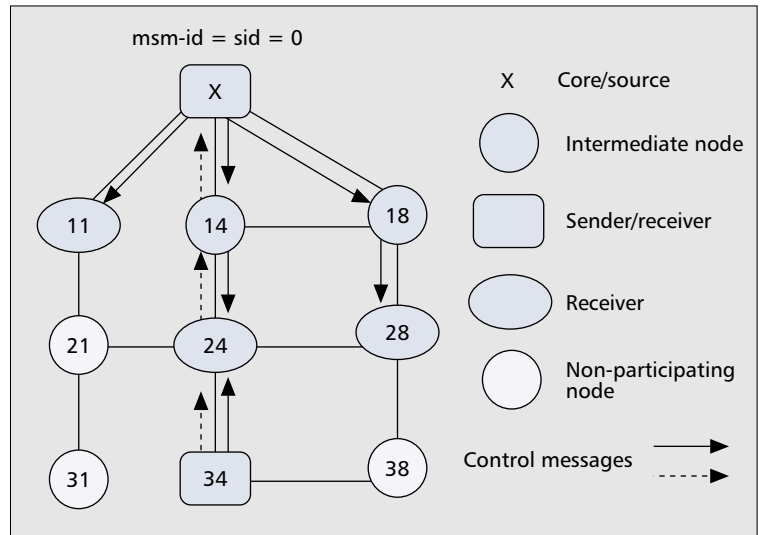 msm-id = sid = 0
X
11
14
18
21
24
28
31
34
38
X Core/source
Intermediate node
Sender/receiver
Receiver
Non-participating
node
Control messages